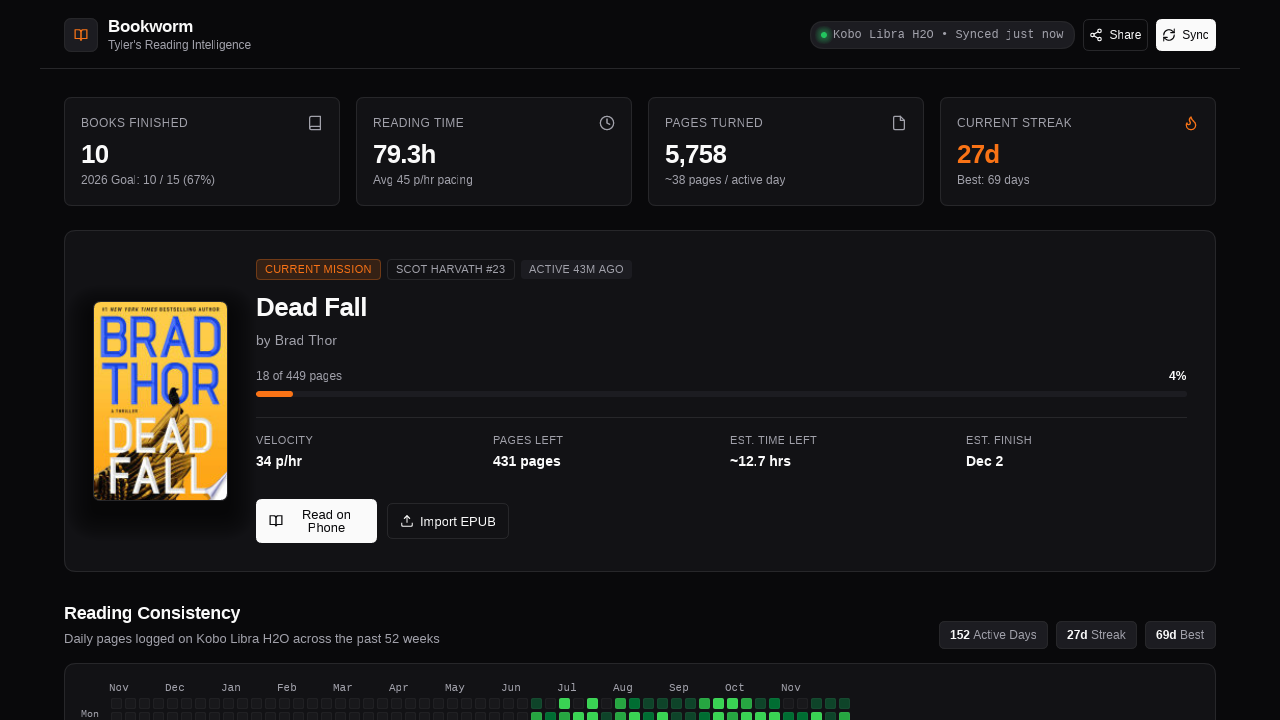 Bookworm
Tyler's Reading Intelligence
Kobo Libra H2O • Synced just now
Share
Sync
BOOKS FINISHED
10
2026 Goal: 10 / 15 (67%)
READING TIME
79.3h
Avg 45 p/hr pacing
PAGES TURNED
5,758
~38 pages / active day
CURRENT STREAK
27d
Best: 69 days
#1 NEW YORK TIMES BESTSELLING AUTHOR
BRAD
THOR
A THRILLER
DEAD
FALL
CURRENT MISSION
SCOT HARVATH #23
ACTIVE 43M AGO
Dead Fall
by Brad Thor
18 of 449 pages
4%
VELOCITY
34 p/hr
PAGES LEFT
431 pages
EST. TIME LEFT
~12.7 hrs
EST. FINISH
Dec 2
Read on
Phone
Import EPUB
Reading Consistency
Daily pages logged on Kobo Libra H2O across the past 52 weeks
152 Active Days
27d Streak
69d Best
Nov Dec Jan Feb Mar Apr May Jun Jul Aug Sep Oct Nov
Mon